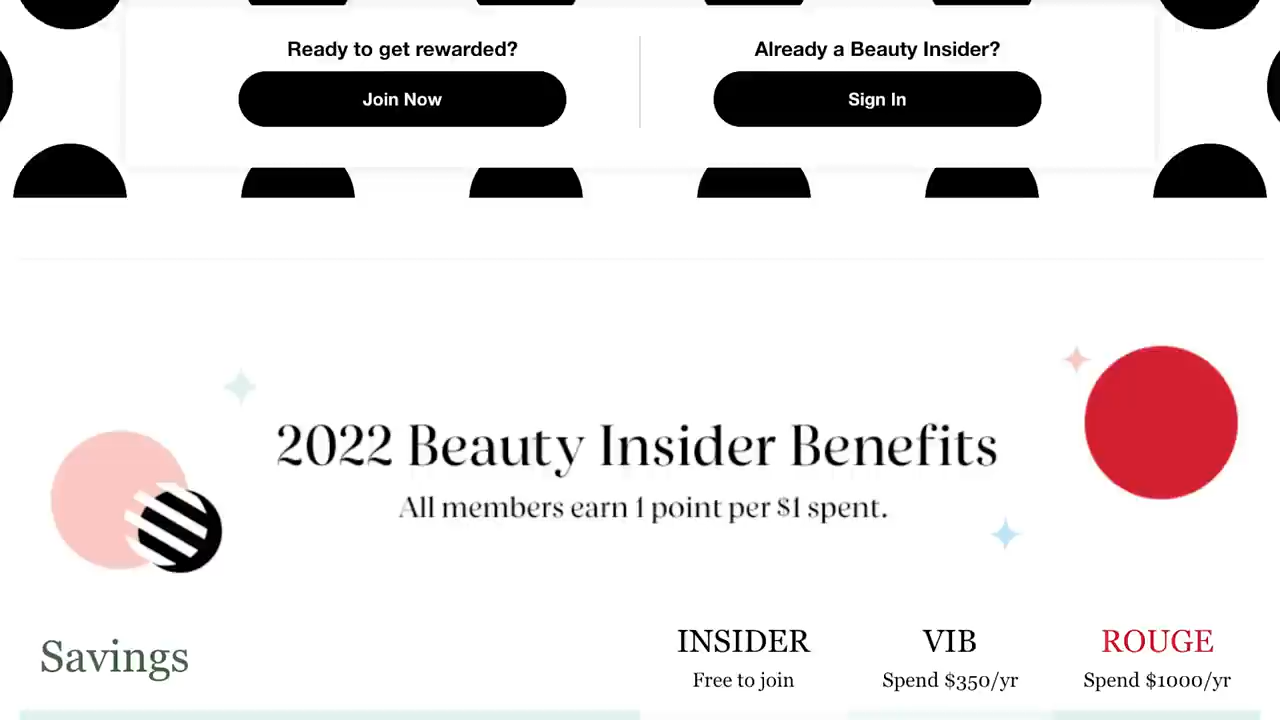 Ready to get rewarded?
Already a Beauty Insider?
Join Now
Sign In
2022 Beauty Insider Benefits
All members earn 1 point per $1 spent.
Savings
INSIDER
VIB
ROUGE
Free to join
Spend $350/yr
Spend $1000/yr